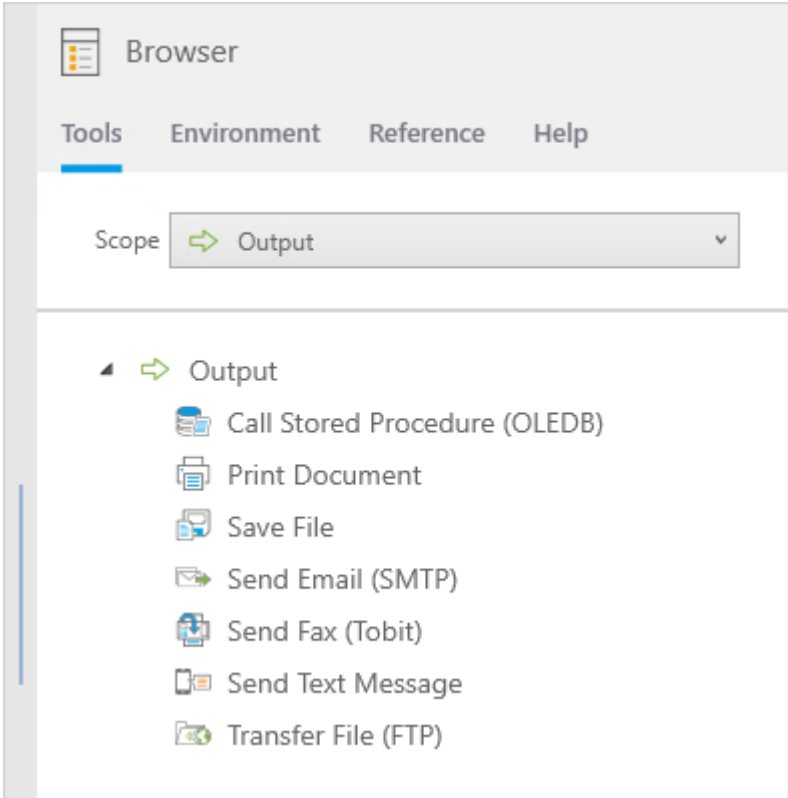 Browser
Tools Environment Reference Help
Scope Output
Output
Call Stored Procedure (OLEDB)
Print Document
Save File
Send Email (SMTP)
Send Fax (Tobit)
Send Text Message
Transfer File (FTP)